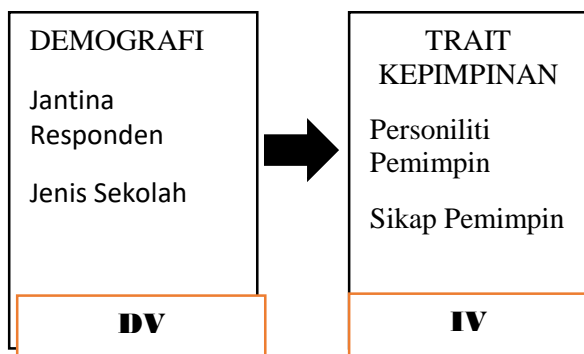 DEMOGRAFI
Jantina
Responden
Jenis Sekolah
DV
TRAIT
KEPIMPINAN
Personiliti
Pemimpin
Sikap Pemimpin
IV